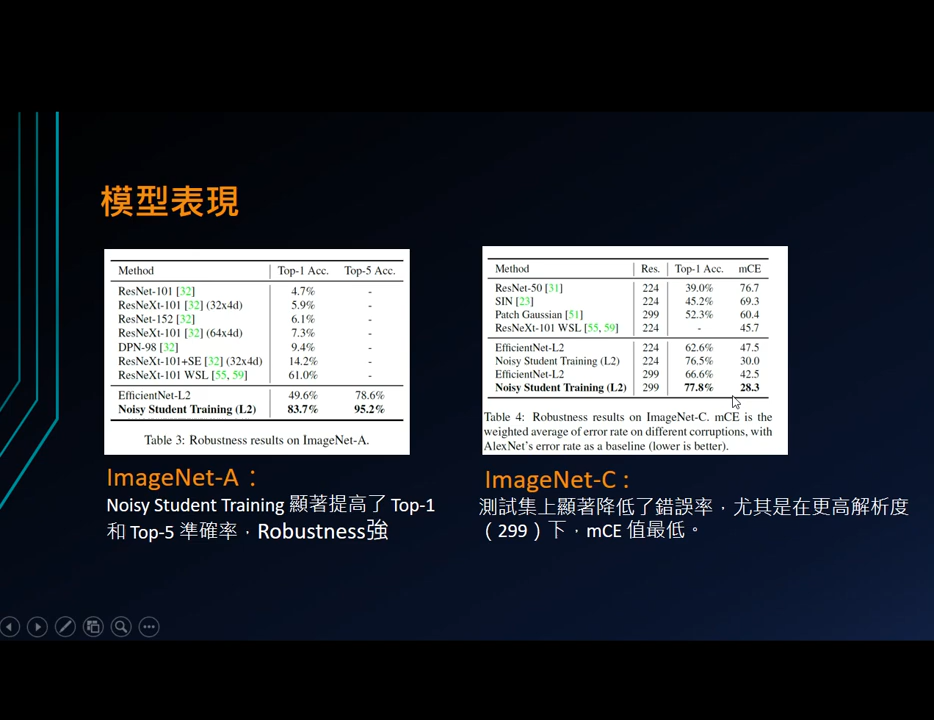 模型表現
Method Top-1 Acc. Top-5 Acc.
ResNet-101 [32] 4.7% -
ResNeXt-101 [32] (32x4d) 5.9% -
ResNet-152 [32] 6.1% -
ResNeXt-101 [32] (64x4d) 7.3% -
DPN-98 [32] 9.4% -
ResNeXt-101+SE [32] (32x4d) 14.2% -
ResNeXt-101 WSL [55, 59] 61.0% -
EfficientNet-L2 49.6% 78.6%
Noisy Student Training (L2) 83.7% 95.2%
Table 3: Robustness results on ImageNet-A.
ImageNet-A：
Noisy Student Training 顯著提高了 Top-1
和 Top-5 準確率，Robustness強
Method Res. Top-1 Acc. mCE
ResNet-50 [31] 224 39.0% 76.7
SIN [23] 224 45.2% 69.3
Patch Gaussian [51] 299 52.3% 60.4
ResNeXt-101 WSL [55, 59] 224 - 45.7
EfficientNet-L2 224 62.6% 47.5
Noisy Student Training (L2) 224 76.5% 30.0
EfficientNet-L2 299 66.6% 42.5
Noisy Student Training (L2) 299 77.8% 28.3
Table 4: Robustness results on ImageNet-C. mCE is the
weighted average of error rate on different corruptions, with
AlexNet's error rate as a baseline (lower is better).
ImageNet-C :
測試集上顯著降低了錯誤率，尤其是在更高解析度
（299）下，mCE 值最低。